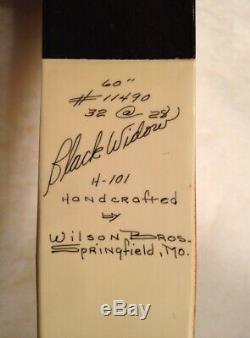 60"
#11490
32 @ 28
Black Widow
H-101
Handcrafted
by
Wilson Bros.
Springfield, Mo.